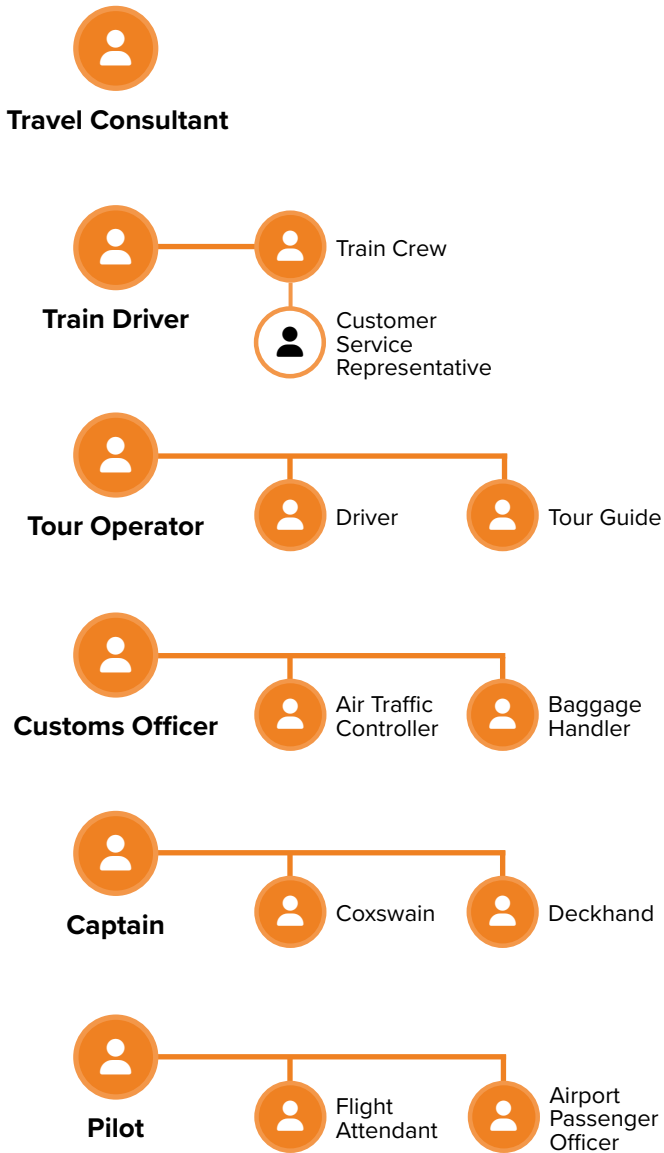 Travel Consultant
Train Crew
Train Driver
Customer
Service
Representative
Driver
Tour Guide
Tour Operator
Air Traffic
Controller
Baggage
Handler
Customs Officer
Coxswain
Deckhand
Captain
Flight
Attendant
Airport
Passenger
Officer
Pilot